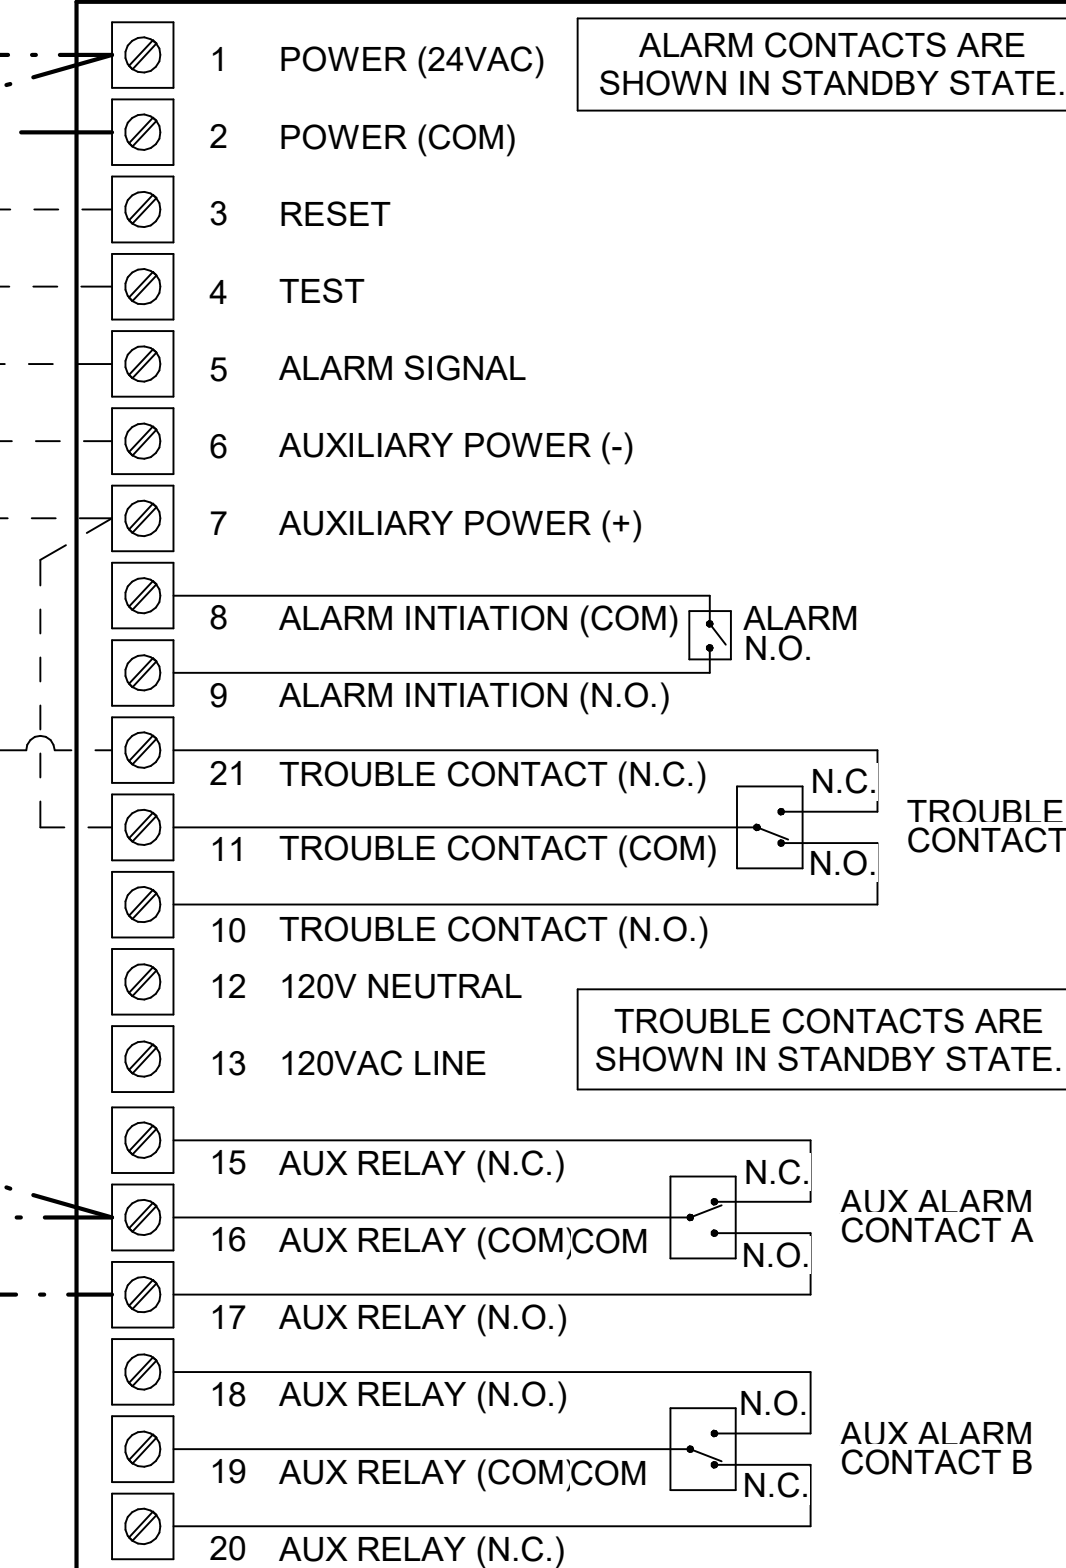 1 POWER (24VAC)
ALARM CONTACTS ARE
SHOWN IN STANDBY STATE.
2 POWER (COM)
3 RESET
4 TEST
5 ALARM SIGNAL
6 AUXILIARY POWER (-)
7 AUXILIARY POWER (+)
8 ALARM INTIATION (COM)
ALARM
N.O.
9 ALARM INTIATION (N.O.)
21 TROUBLE CONTACT (N.C.)
N.C.
TROUBLE
CONTACT
11 TROUBLE CONTACT (COM)
N.O.
10 TROUBLE CONTACT (N.O.)
12 120V NEUTRAL
TROUBLE CONTACTS ARE
SHOWN IN STANDBY STATE.
13 120VAC LINE
15 AUX RELAY (N.C.)
N.C.
AUX ALARM
CONTACT A
16 AUX RELAY (COM) COM
N.O.
17 AUX RELAY (N.O.)
18 AUX RELAY (N.O.)
N.O.
AUX ALARM
CONTACT B
19 AUX RELAY (COM) COM
N.C.
20 AUX RELAY (N.C.)